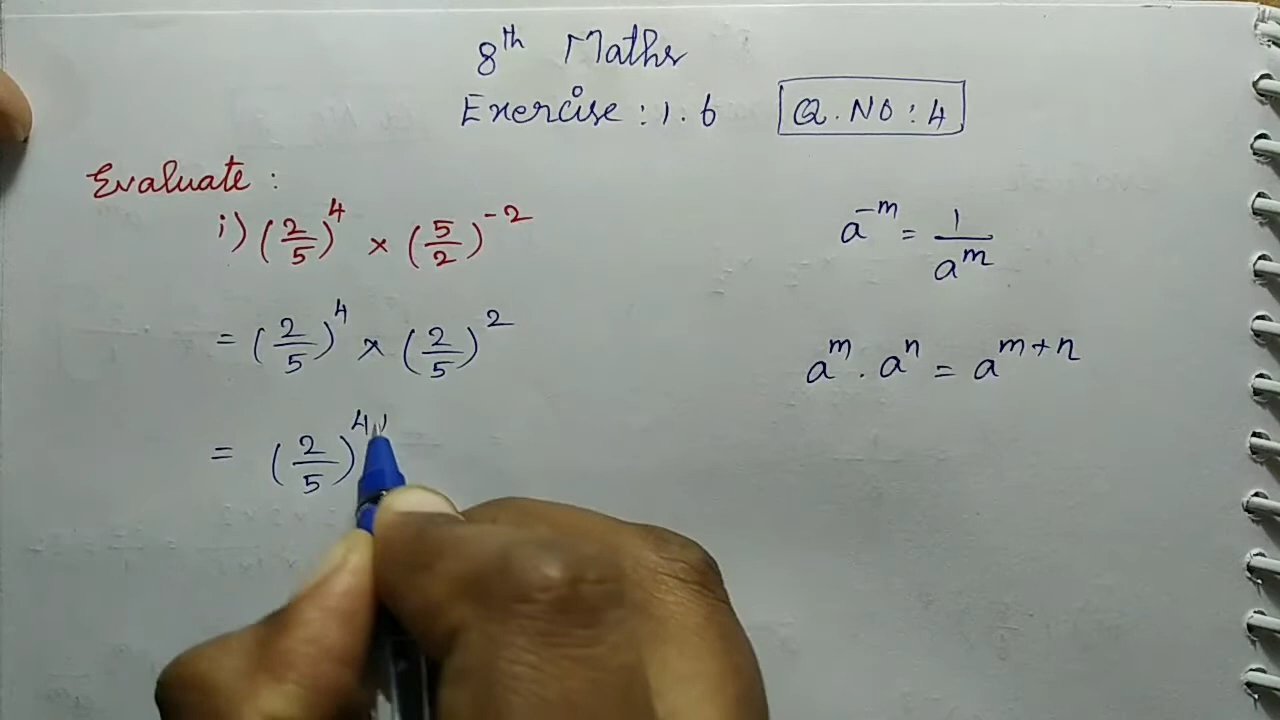 8th Maths
Exercise : 1.6 Q. NO : 4
Evaluate :
i) (2/5)^4 × (5/2)^-2
a^-m = 1/a^m
= (2/5)^4 × (2/5)^2
a^m . a^n = a^m+n
= (2/5)^4